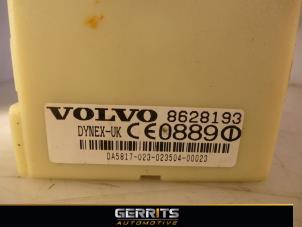 VOLVO 8628193
DYNEX-UK CE0889
DA5817-023-023504-00023
GERRITS
AUTOMOTIVE